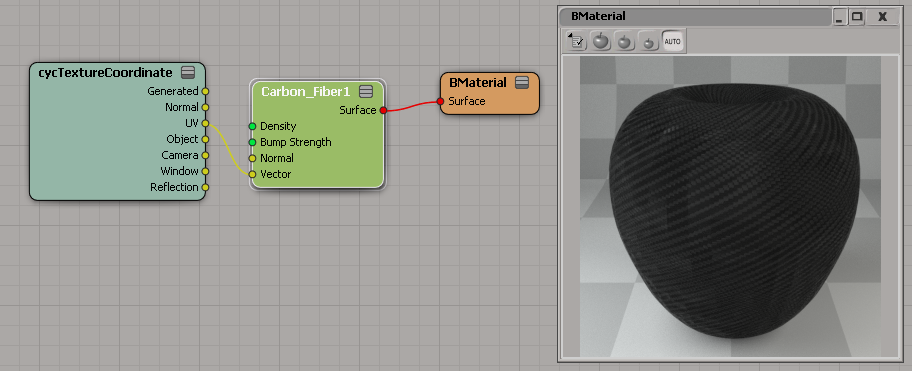 cycTextureCoordinate
Generated
Normal
UV
Object
Camera
Window
Reflection
Carbon_Fiber1
Surface
Density
Bump Strength
Normal
Vector
BMaterial
Surface
BMaterial
AUTO